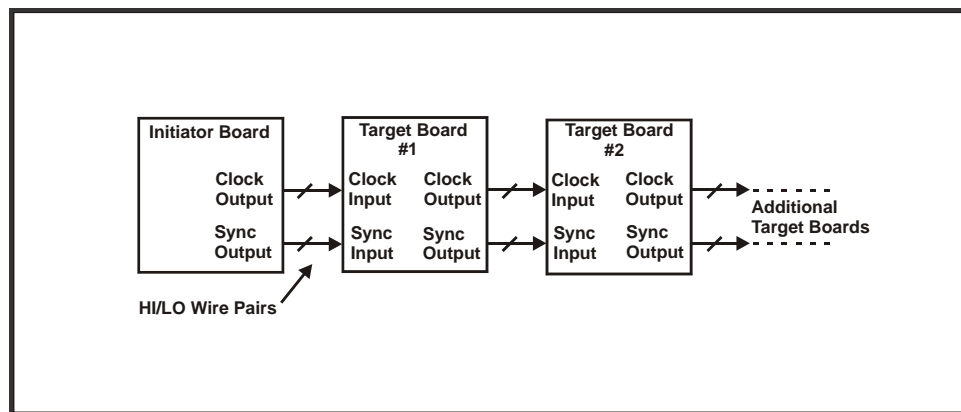 Initiator Board
Clock
Output
Sync
Output
Target Board
#1
Clock
Input
Clock
Output
Sync
Input
Sync
Output
Target Board
#2
Clock
Input
Clock
Output
Sync
Input
Sync
Output
Additional
Target Boards
HI/LO Wire Pairs